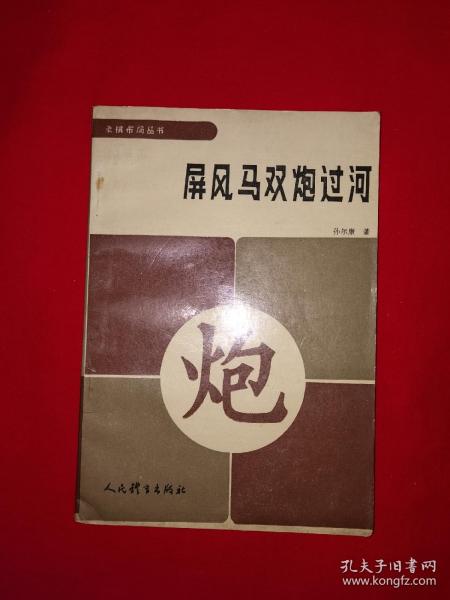 象棋布局丛书
屏风马双炮过河
孙尔康 著
炮
人民体育出版社
孔夫子旧书网
www.kongfz.com